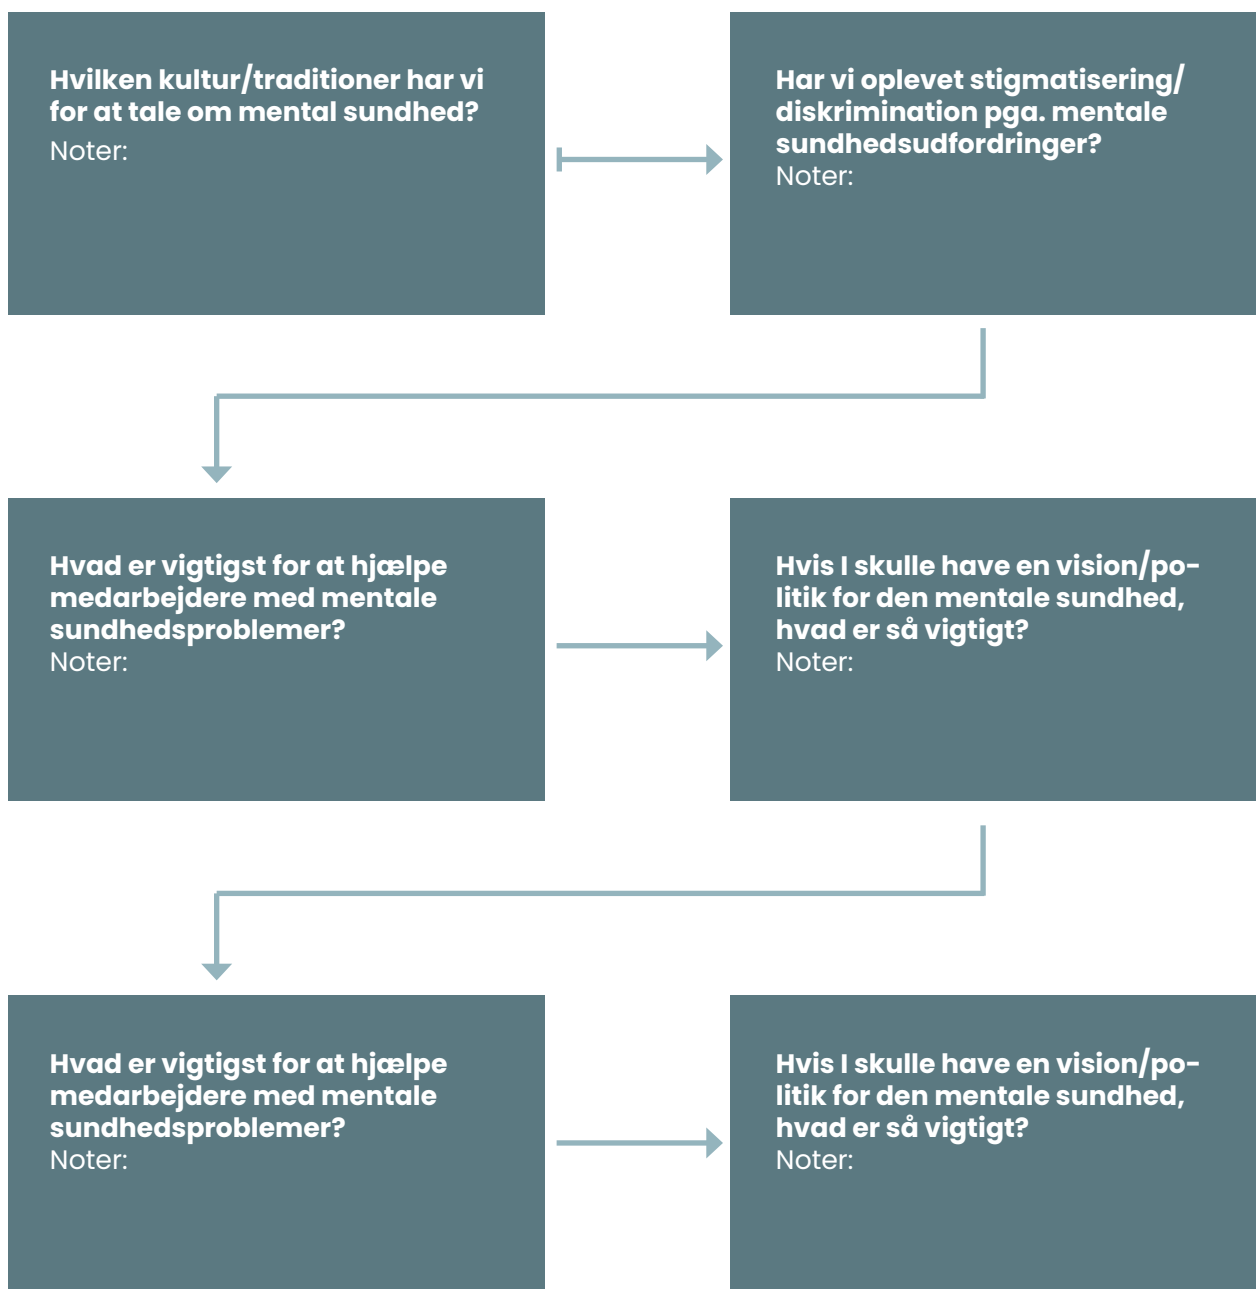 Hvilken kultur/traditioner har vi
for at tale om mental sundhed?
Noter:
Har vi oplevet stigmatisering/
diskrimination pga. mentale
sundhedsudfordringer?
Noter:
Hvad er vigtigst for at hjælpe
medarbejdere med mentale
sundhedsproblemer?
Noter:
Hvis I skulle have en vision/po-
litik for den mentale sundhed,
hvad er så vigtigt?
Noter:
Hvad er vigtigst for at hjælpe
medarbejdere med mentale
sundhedsproblemer?
Noter:
Hvis I skulle have en vision/po-
litik for den mentale sundhed,
hvad er så vigtigt?
Noter: